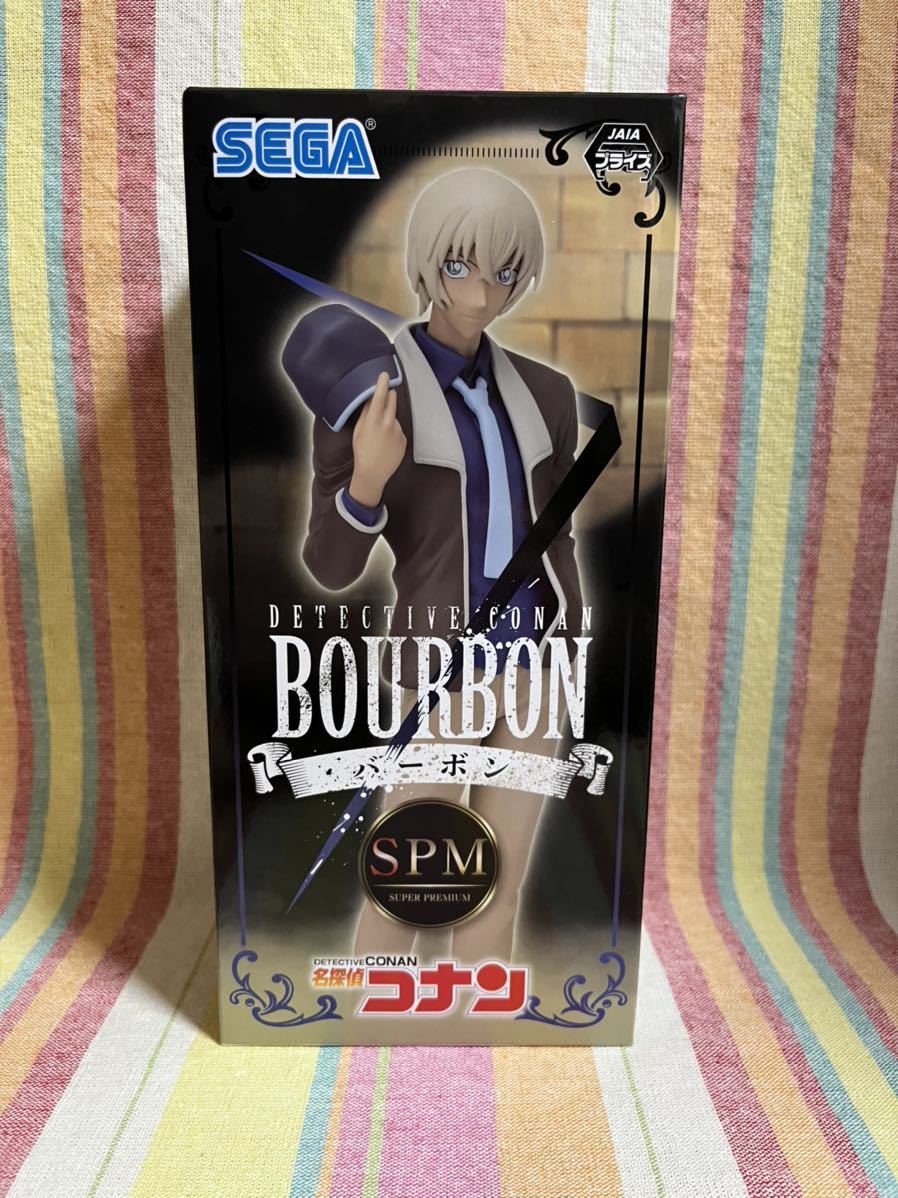 SEGA®
JAIA
プライズ
DETECTIVE CONAN
BOURBON
バーボン
SPM
SUPER PREMIUM
DETECTIVE CONAN
名探偵コナン